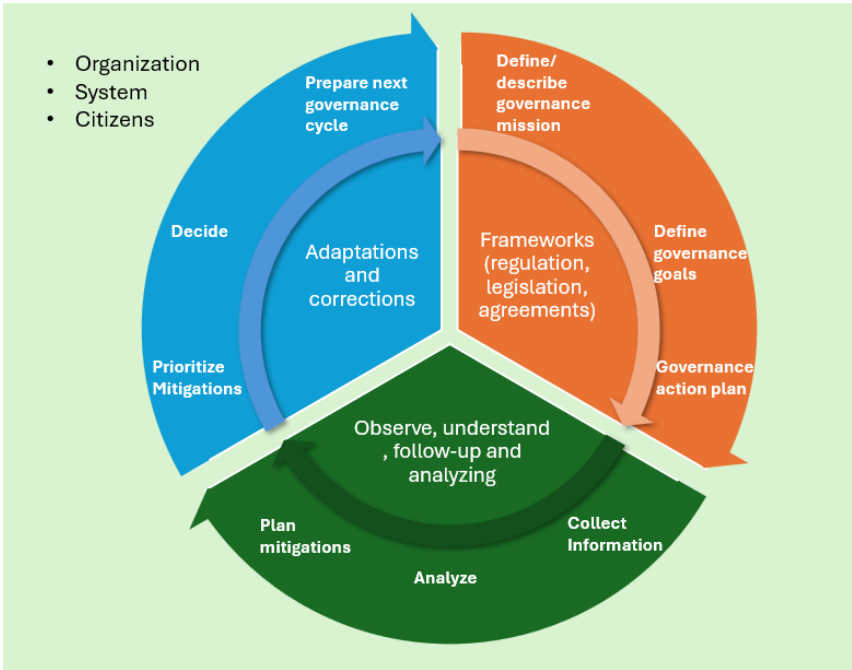 • Organization
• System
• Citizens
Prepare next
governance
cycle
Define/
describe
governance
mission
Decide
Define
governance
goals
Adaptations
and
corrections
Frameworks
(regulation,
legislation,
agreements)
Prioritize
Mitigations
Governance
action plan
Observe, understand
, follow-up and
analyzing
Plan
mitigations
Collect
Information
Analyze